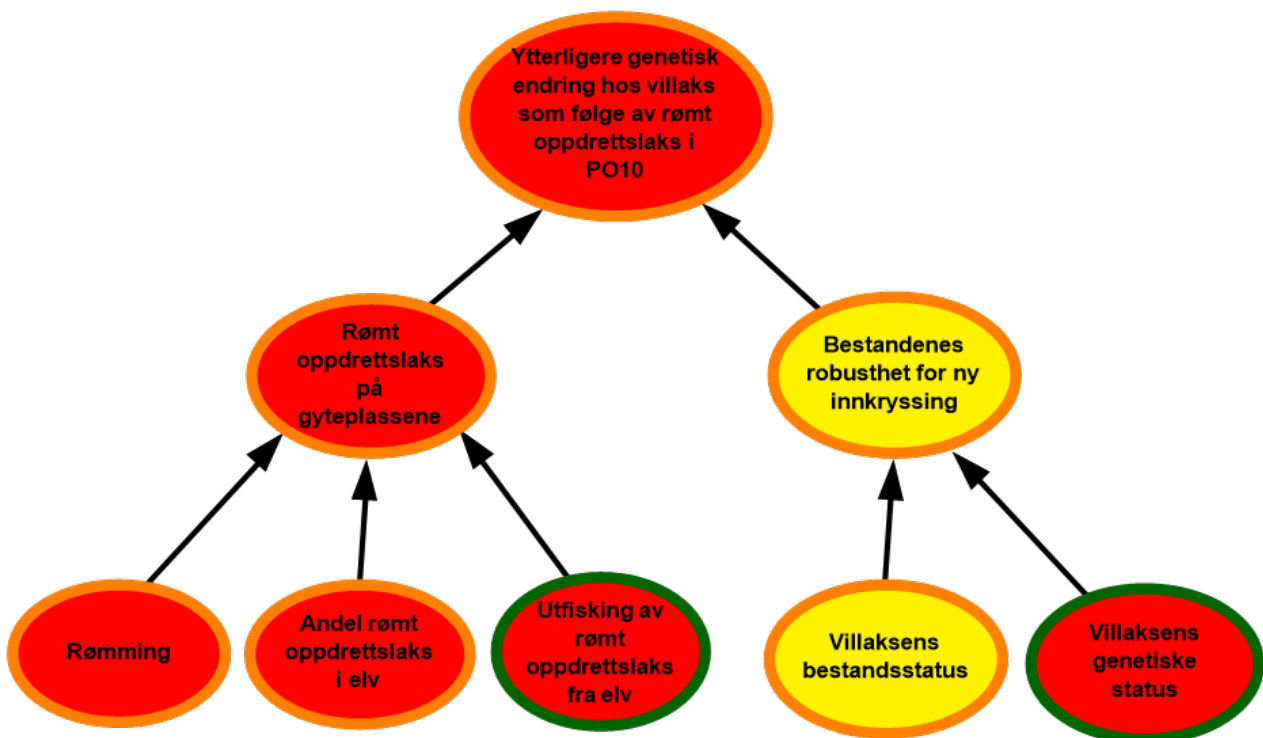 Ytterligere genetisk
endring hos villaks
som følge av rømt
oppdrettslaks i
PO10
Rømt
oppdrettslaks
på
gyteplassene
Bestandenes
robusthet for ny
innkryssing
Rømming
Andel rømt
oppdrettslaks
i elv
Utfisking av
rømt
oppdrettslaks
fra elv
Villaksens
bestandsstatus
Villaksens
genetiske
status